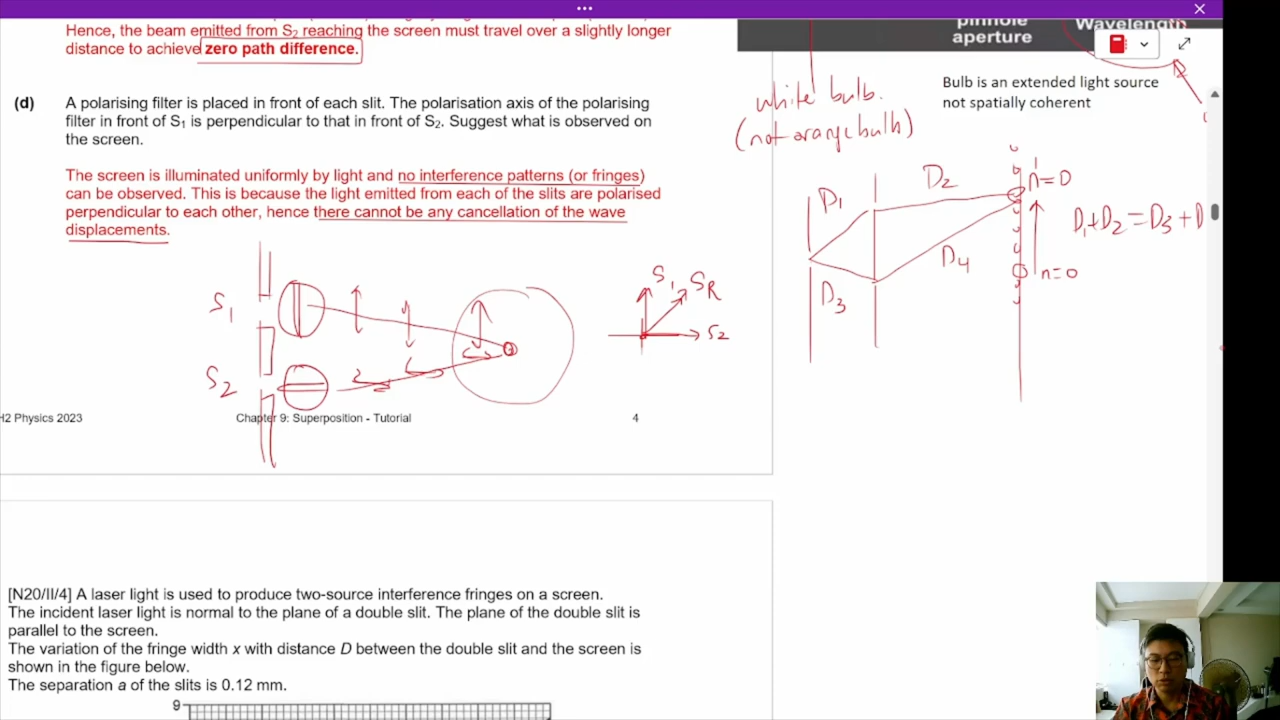 Hence, the beam emitted from S2 reaching the screen must travel over a slightly longer
distance to achieve zero path difference.
(d) A polarising filter is placed in front of each slit. The polarisation axis of the polarising
filter in front of S1 is perpendicular to that in front of S2. Suggest what is observed on
the screen.
The screen is illuminated uniformly by light and no interference patterns (or fringes)
can be observed. This is because the light emitted from each of the slits are polarised
perpendicular to each other, hence there cannot be any cancellation of the wave
displacements.
S1
S2
S1
SR
S2
H2 Physics 2023
Chapter 9: Superposition - Tutorial
4
[N20/II/4] A laser light is used to produce two-source interference fringes on a screen.
The incident laser light is normal to the plane of a double slit. The plane of the double slit is
parallel to the screen.
The variation of the fringe width x with distance D between the double slit and the screen is
shown in the figure below.
The separation a of the slits is 0.12 mm.
9
pinhole
aperture
Wavelength
Bulb is an extended light source
not spatially coherent
white bulb.
(not orange bulb)
D1
D2
D3
D4
n=0
n=0
D1+D2=D3+D